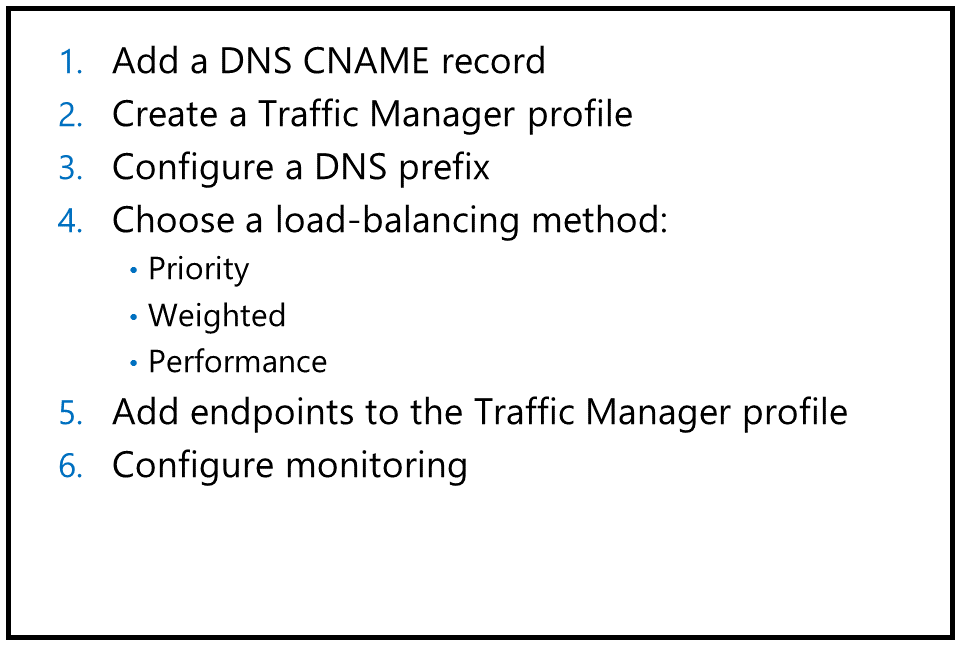 1. Add a DNS CNAME record
2. Create a Traffic Manager profile
3. Configure a DNS prefix
4. Choose a load-balancing method:
• Priority
• Weighted
• Performance
5. Add endpoints to the Traffic Manager profile
6. Configure monitoring